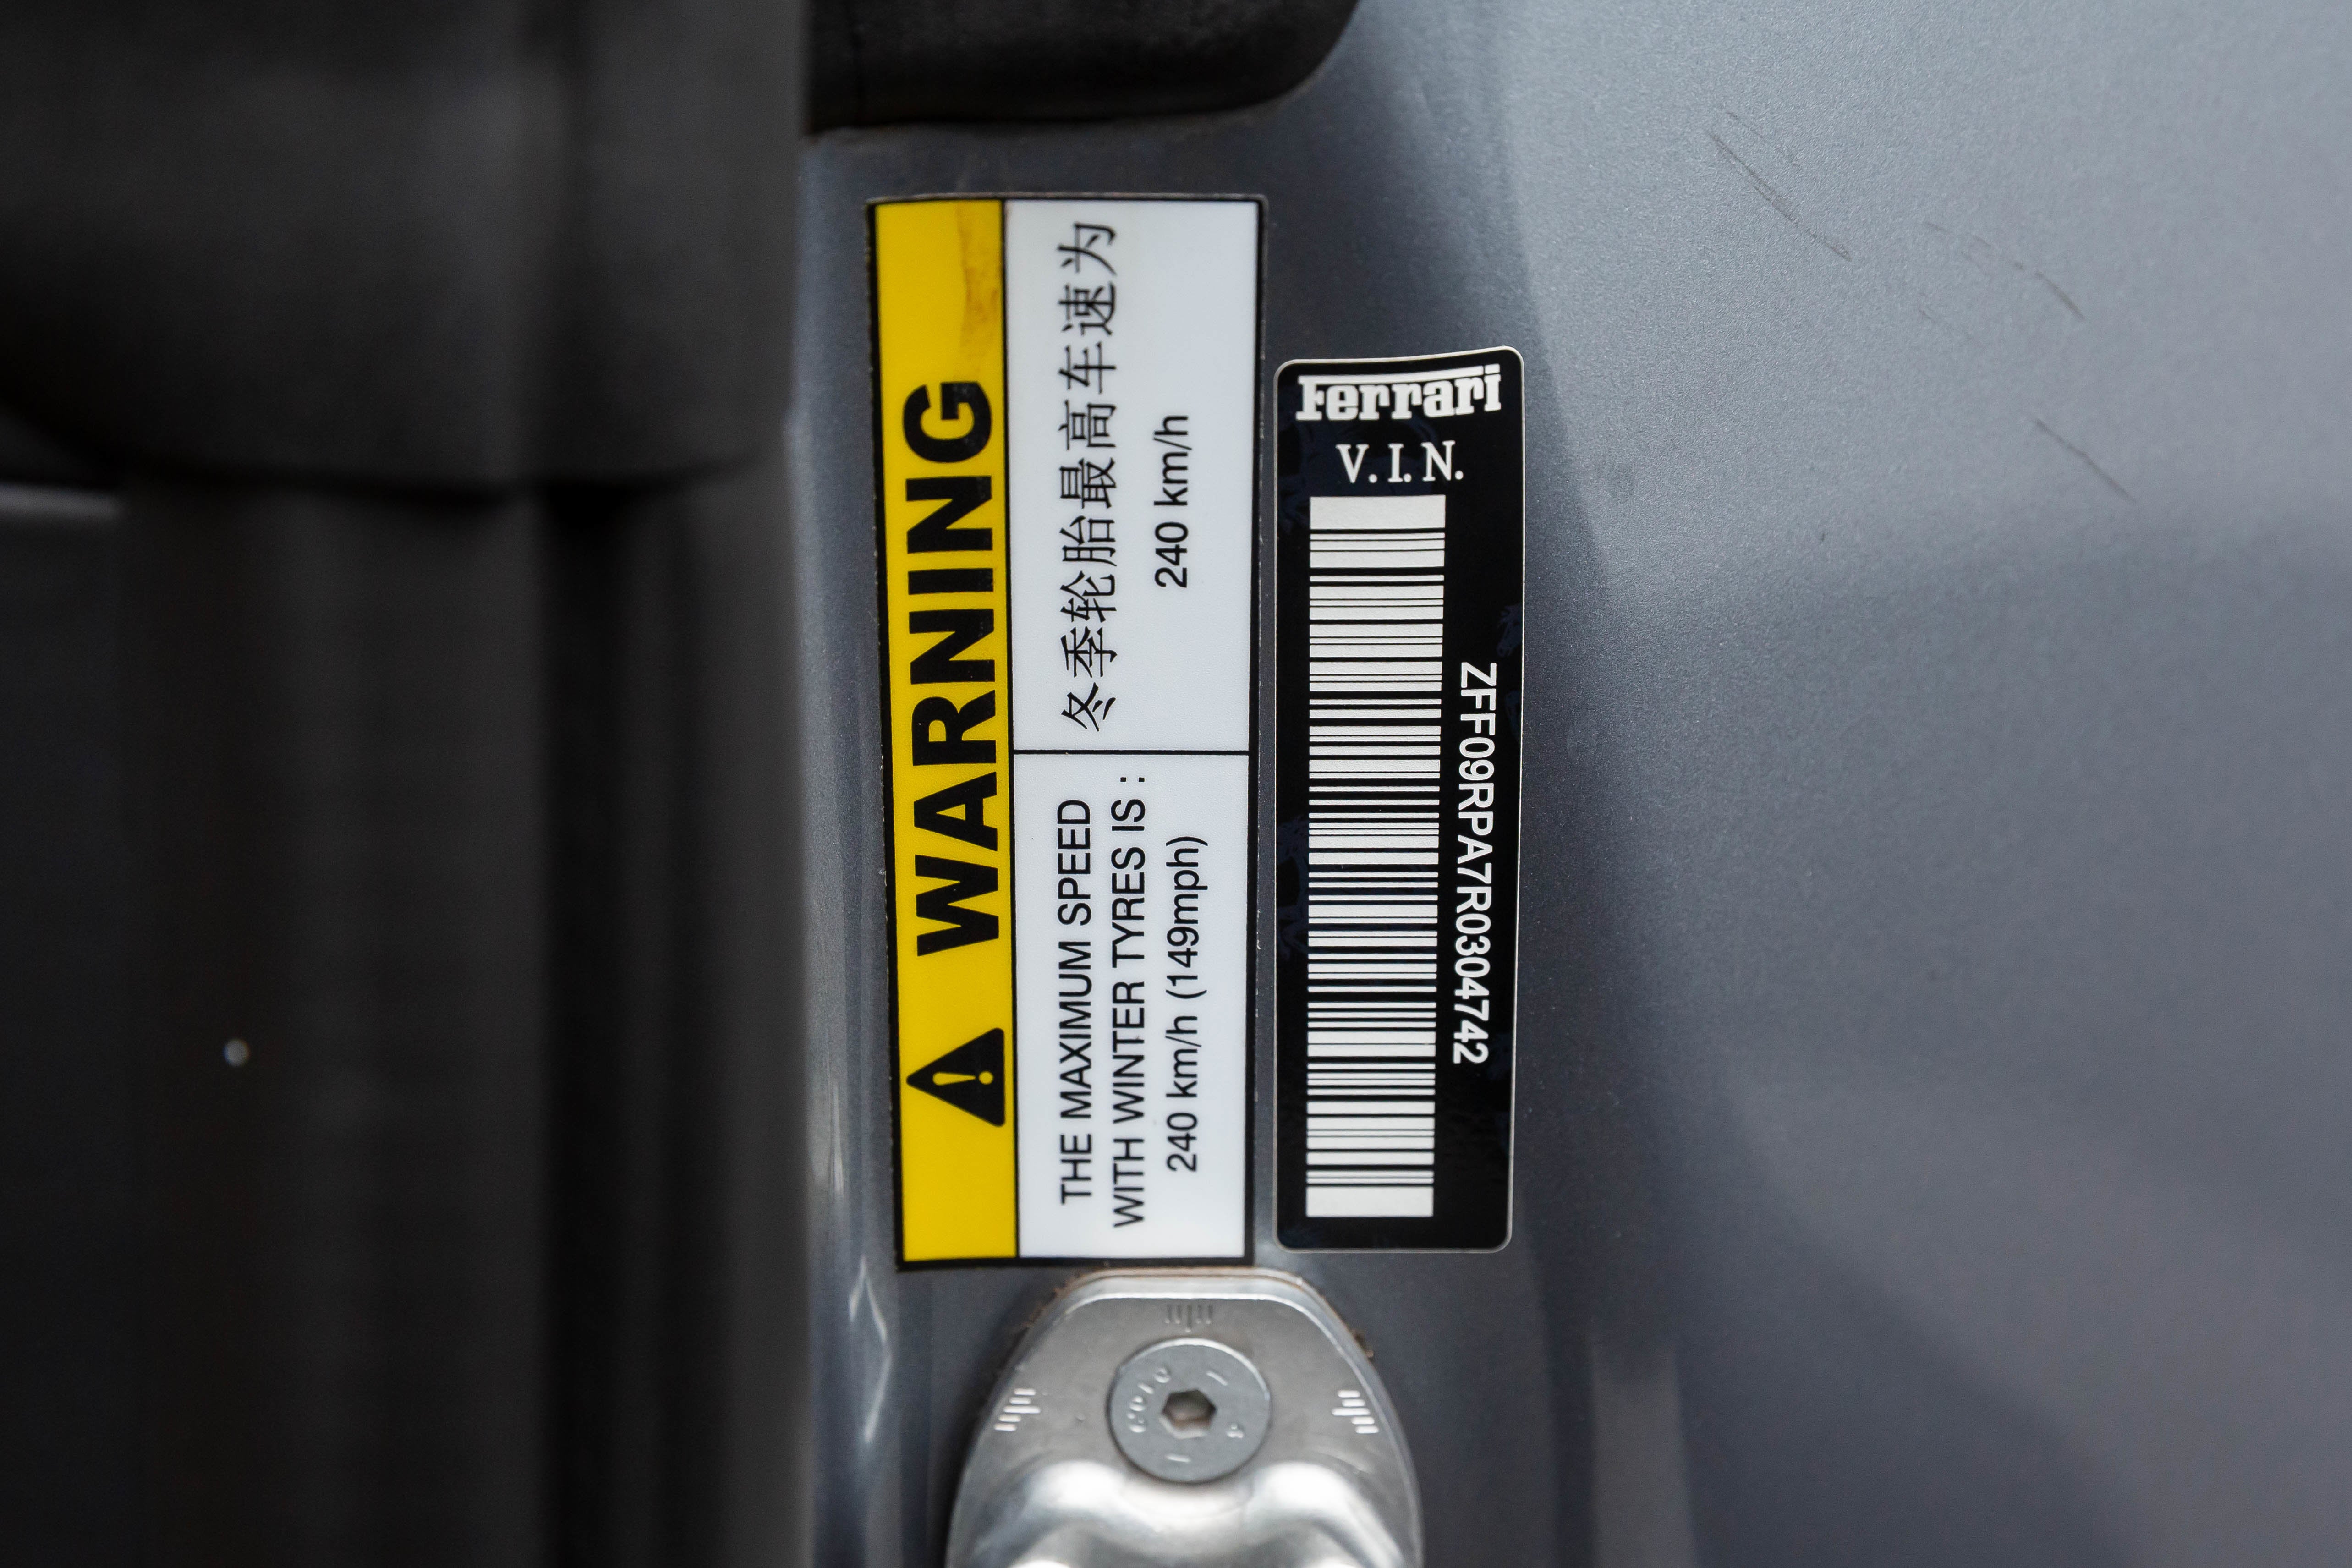 WARNING
THE MAXIMUM SPEED
WITH WINTER TYRES IS :
240 km/h (149mph)
冬季轮胎最高车速为
240 km/h
Ferrari
V.I.N.
ZFF09RPA7R0304742